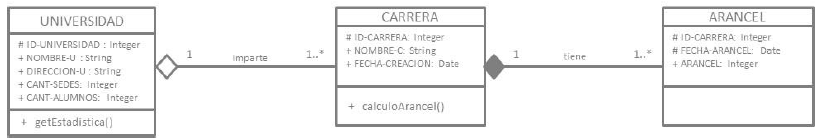 UNIVERSIDAD
# ID-UNIVERSIDAD : Integer
+ NOMBRE-U : String
+ DIRECCION-U : String
+ CANT-SEDES: Integer
+ CANT-ALUMNOS: Integer
+ getEstadistica()
1
imparte
1..*
CARRERA
# ID-CARRERA: Integer
+ NOMBRE-C: String
+ FECHA-CREACION: Date
+ calculoArancel()
1
tiene
1..*
ARANCEL
# ID-CARRERA: Integer
# FECHA-ARANCEL: Date
+ ARANCEL: Integer